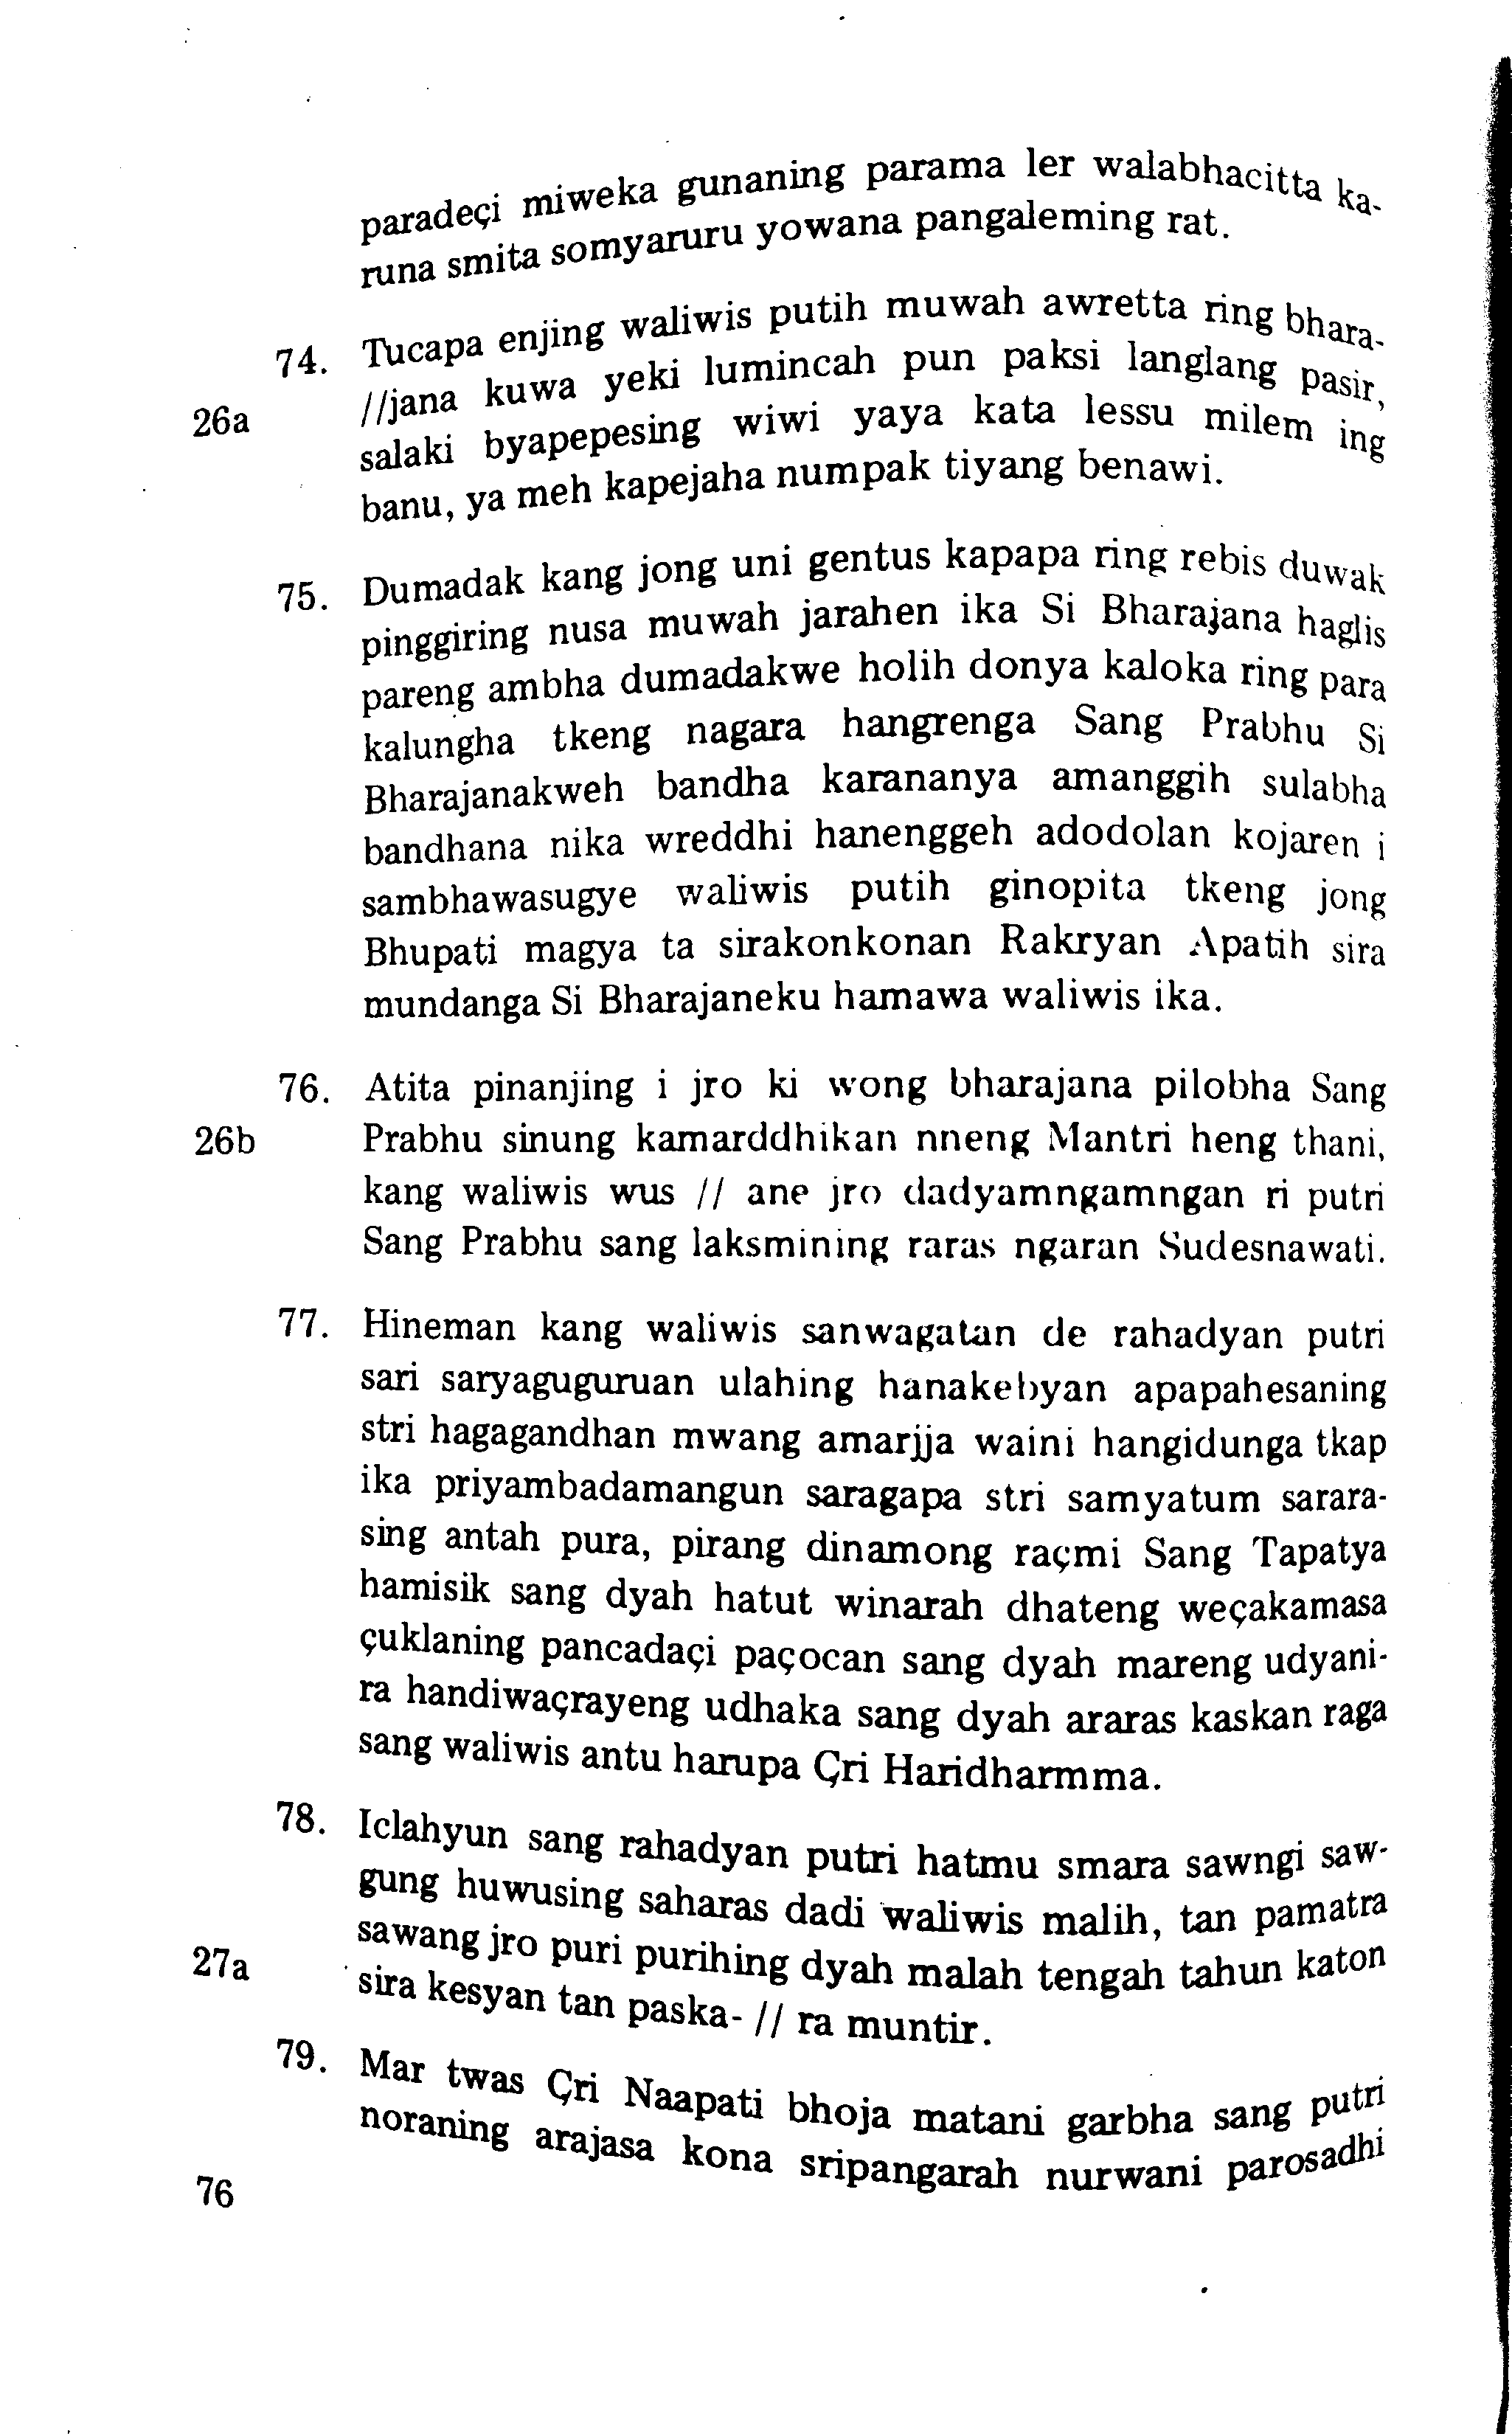 paradeçi miweka gunaning parama ler walabhacitta ka-
runa smita somyaruru yowana pangaleming rat.
74. Tucapa enjing waliwis putih muwah awretta ring bhara-
26a //jana kuwa yeki lumincah pun paksi langlang pasir,
salaki byapepesing wiwi yaya kata lessu milem ing
banu, ya meh kapejaha numpak tiyang benawi.
75. Dumadak kang jong uni gentus kapapa ring rebis duwak
pinggiring nusa muwah jarahen ika Si Bharajana haglis
pareng ambha dumadakwe holih donya kaloka ring para
kalungha tkeng nagara hangrenga Sang Prabhu Si
Bharajanakweh bandha karananya amanggih sulabha
bandhana nika wreddhi hanenggeh adodolan kojaren i
sambhawasugye waliwis putih ginopita tkeng jong
Bhupati magya ta sirakonkonan Rakryan Apatih sira
mundanga Si Bharajaneku hamawa waliwis ika.
76. Atita pinanjing i jro ki wong bharajana pilobha Sang
26b Prabhu sinung kamarddhikan nneng Mantri heng thani,
kang waliwis wus // ane jro dadyamngamngan ri putri
Sang Prabhu sang laksmining raras ngaran Sudesnawati.
77. Hineman kang waliwis sanwagatan de rahadyan putri
sari saryaguguruan ulahing hanakebyan apapahesaning
stri hagagandhan mwang amarjja waini hangidunga tkap
ika priyambadamangun saragapa stri samyatum sarara-
sing antah pura, pirang dinamong raçmi Sang Tapatya
hamisik sang dyah hatut winarah dhateng weçakamasa
çuklaning pancadaçi paçocan sang dyah mareng udyani-
ra handiwaçrayeng udhaka sang dyah araras kaskan raga
sang waliwis antu harupa Çri Haridharmma.
78. Iclahyun sang rahadyan putri hatmu smara sawngi saw-
gung huwusing saharas dadi waliwis malih, tan pamatra
sawang jro puri purihing dyah malah tengah tahun katon
27a sira kesyan tan paska- // ra muntir.
79. Mar twas Çri Naapati bhoja matani garbha sang putri
noraning arajasa kona sripangarah nurwani parosadhi
76